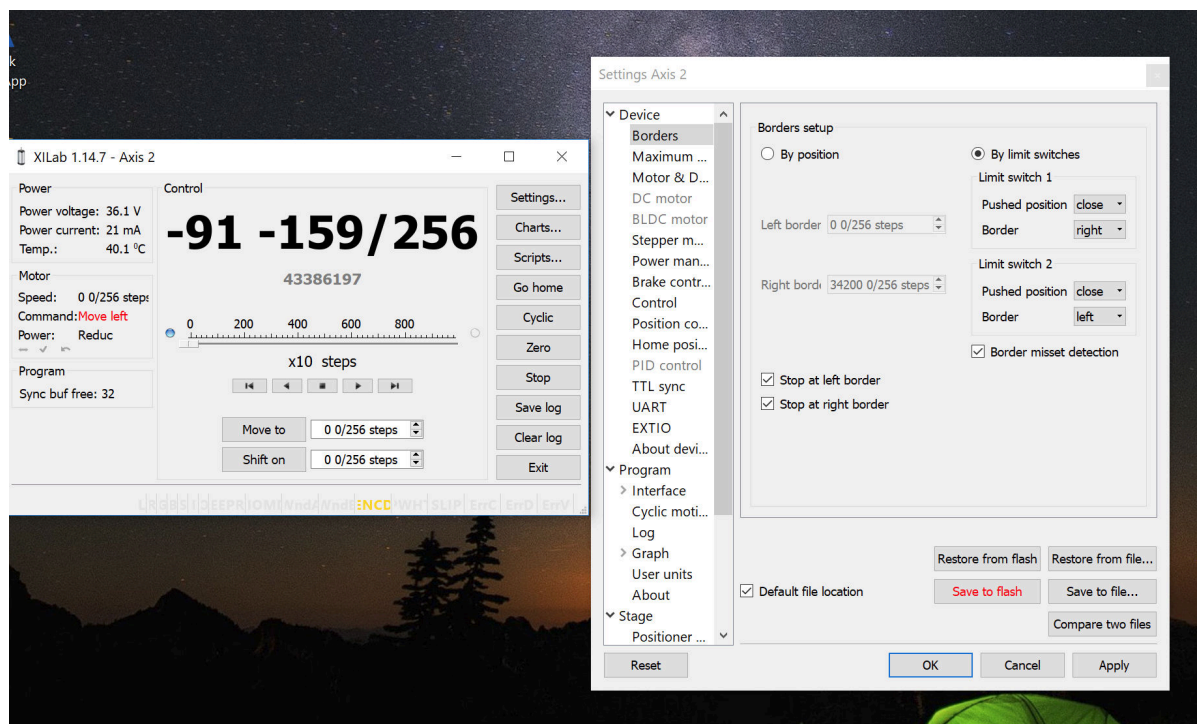 k
App
XILab 1.14.7 - Axis 2
Power
Power voltage: 36.1 V
Power current: 21 mA
Temp.: 40.1 ⁰C
Motor
Speed: 0 0/256 steps
Command: Move left
Power: Reduc
Program
Sync buf free: 32
Control
-91 -159/256
43386197
0 200 400 600 800
x10 steps
Move to 0 0/256 steps
Shift on 0 0/256 steps
Settings...
Charts...
Scripts...
Go home
Cyclic
Zero
Stop
Save log
Clear log
Exit
ENCD SLIP ErrC ErrD ErrV
Settings Axis 2
Device
Borders
Maximum ...
Motor & D...
DC motor
BLDC motor
Stepper m...
Power man...
Brake contr...
Control
Position co...
Home posi...
PID control
TTL sync
UART
EXTIO
About devi...
Program
Interface
Cyclic moti...
Log
Graph
User units
About
Stage
Positioner ...
Borders setup
By position
By limit switches
Left border 0 0/256 steps
Right borde 34200 0/256 steps
Limit switch 1
Pushed position close
Border right
Limit switch 2
Pushed position close
Border left
Border misset detection
Stop at left border
Stop at right border
Restore from flash Restore from file...
Default file location Save to flash Save to file...
Compare two files
Reset OK Cancel Apply